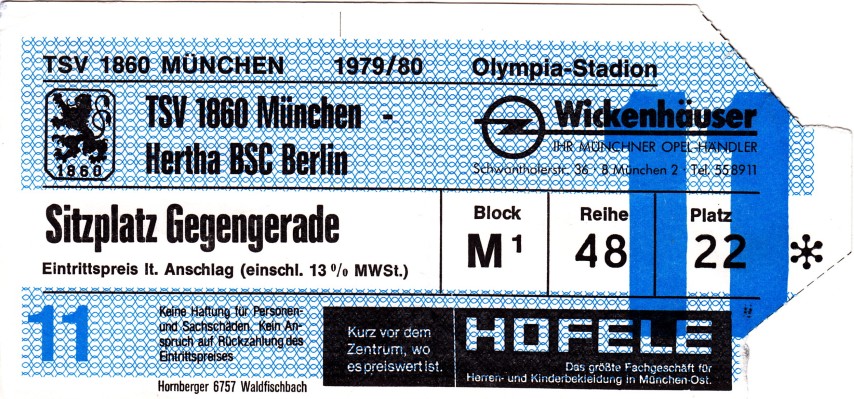 TSV 1860 MÜNCHEN 1979/80 Olympia-Stadion
1860
TSV 1860 München -
Hertha BSC Berlin
Wickenhäuser
IHR MÜNCHNER OPEL-HÄNDLER
Schwanthalerstr. 36 · 8 München 2 · Tel. 558911
11
Sitzplatz Gegengerade
Eintrittspreis lt. Anschlag (einschl. 13% MWSt.)
Block
M1
Reihe
48
Platz
22
*
11
Keine Haftung für Personen-
und Sachschäden. Kein An-
spruch auf Rückzahlung des
Eintrittspreises
Hornberger 6757 Waldfischbach
Kurz vor dem
Zentrum, wo
es preiswert ist.
HÖFELE
Das größte Fachgeschäft für
Herren- und Kinderbekleidung in München-Ost.